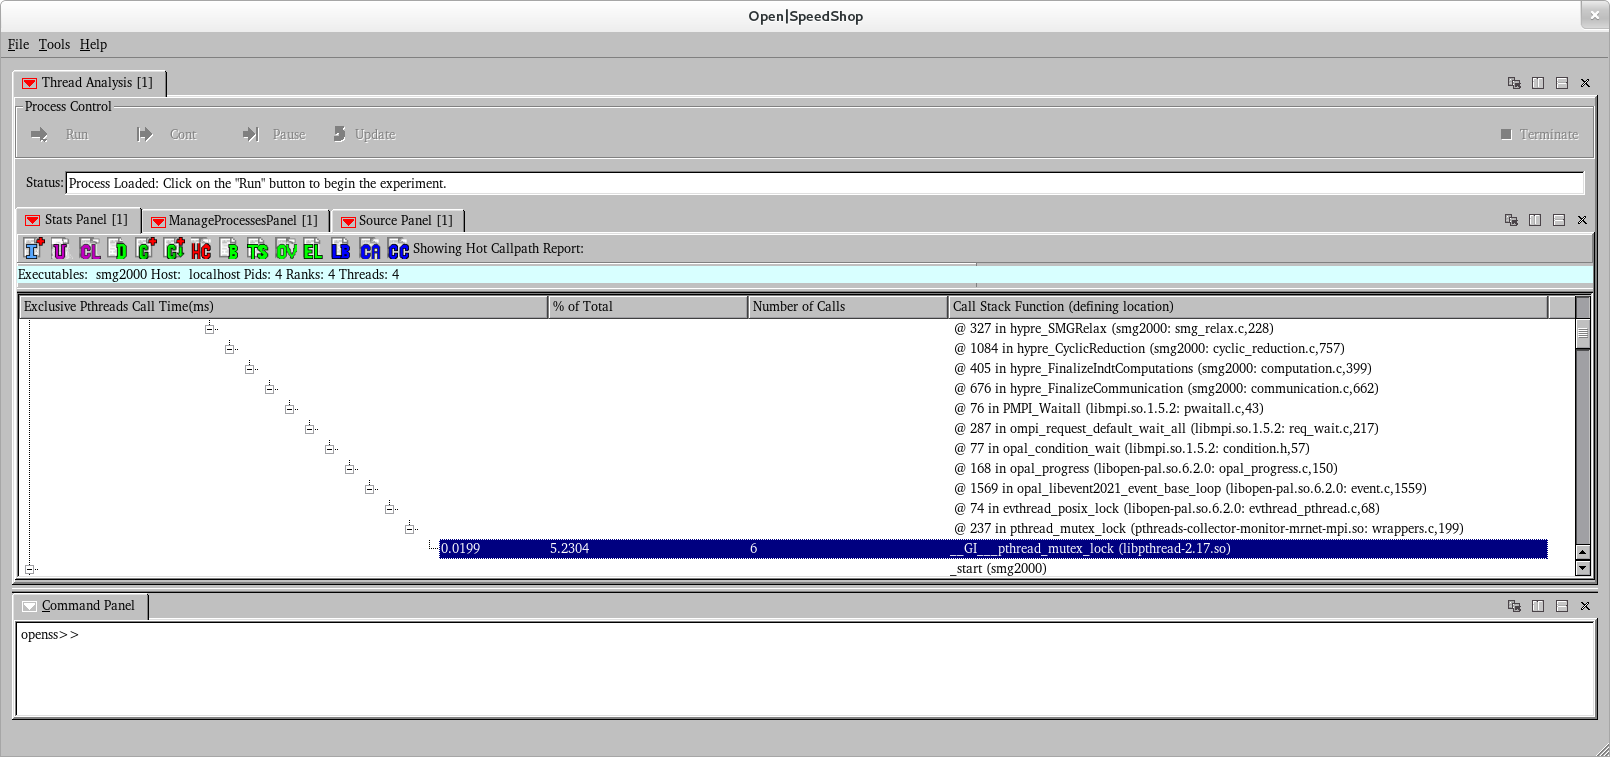 Open|SpeedShop
File Tools Help
Thread Analysis [1]
Process Control
Run Cont Pause Update Terminate
Status: Process Loaded: Click on the "Run" button to begin the experiment.
Stats Panel [1] ManageProcessesPanel [1] Source Panel [1]
I U CL D C C HC B TS OV EL LB CA CC Showing Hot Callpath Report:
Executables: smg2000 Host: localhost Pids: 4 Ranks: 4 Threads: 4
Exclusive Pthreads Call Time(ms) % of Total Number of Calls Call Stack Function (defining location)
@ 327 in hypre_SMGRelax (smg2000: smg_relax.c,228)
@ 1084 in hypre_CyclicReduction (smg2000: cyclic_reduction.c,757)
@ 405 in hypre_FinalizeIndtComputations (smg2000: computation.c,399)
@ 676 in hypre_FinalizeCommunication (smg2000: communication.c,662)
@ 76 in PMPI_Waitall (libmpi.so.1.5.2: pwaitall.c,43)
@ 287 in ompi_request_default_wait_all (libmpi.so.1.5.2: req_wait.c,217)
@ 77 in opal_condition_wait (libmpi.so.1.5.2: condition.h,57)
@ 168 in opal_progress (libopen-pal.so.6.2.0: opal_progress.c,150)
@ 1569 in opal_libevent2021_event_base_loop (libopen-pal.so.6.2.0: event.c,1559)
@ 74 in evthread_posix_lock (libopen-pal.so.6.2.0: evthread_pthread.c,68)
@ 237 in pthread_mutex_lock (pthreads-collector-monitor-mrnet-mpi.so: wrappers.c,199)
0.0199 5.2304 6 __GI___pthread_mutex_lock (libpthread-2.17.so)
_start (smg2000)
Command Panel
openss>>